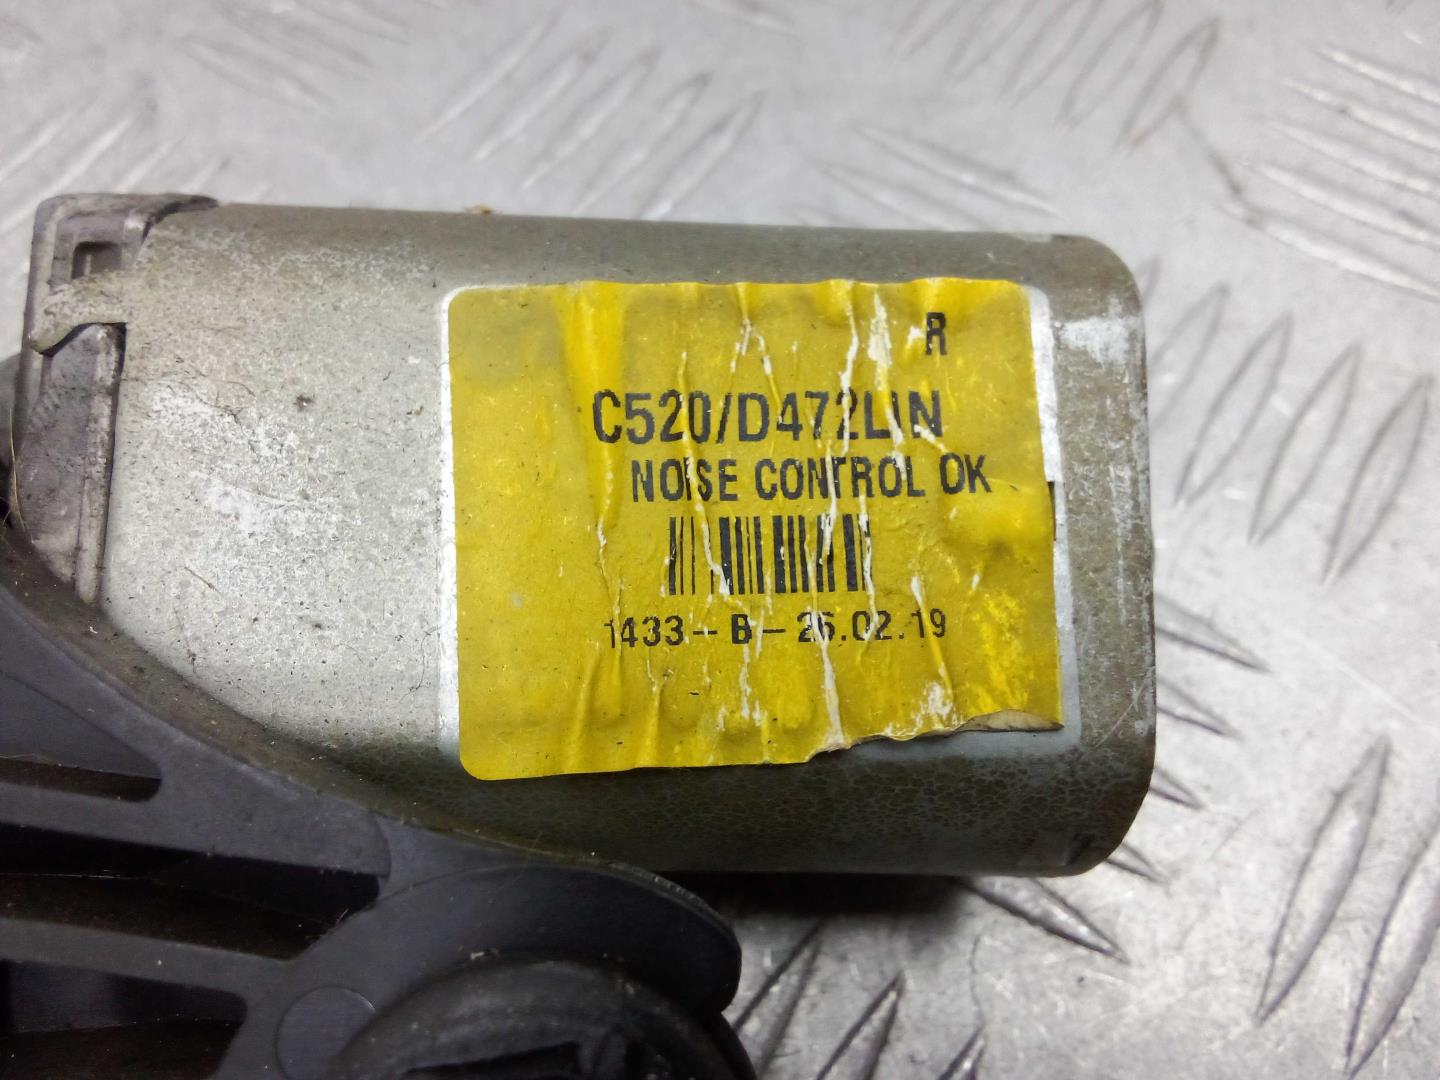 R
C520/D472LIN
NOISE CONTROL OK
1433-B-26.02.19